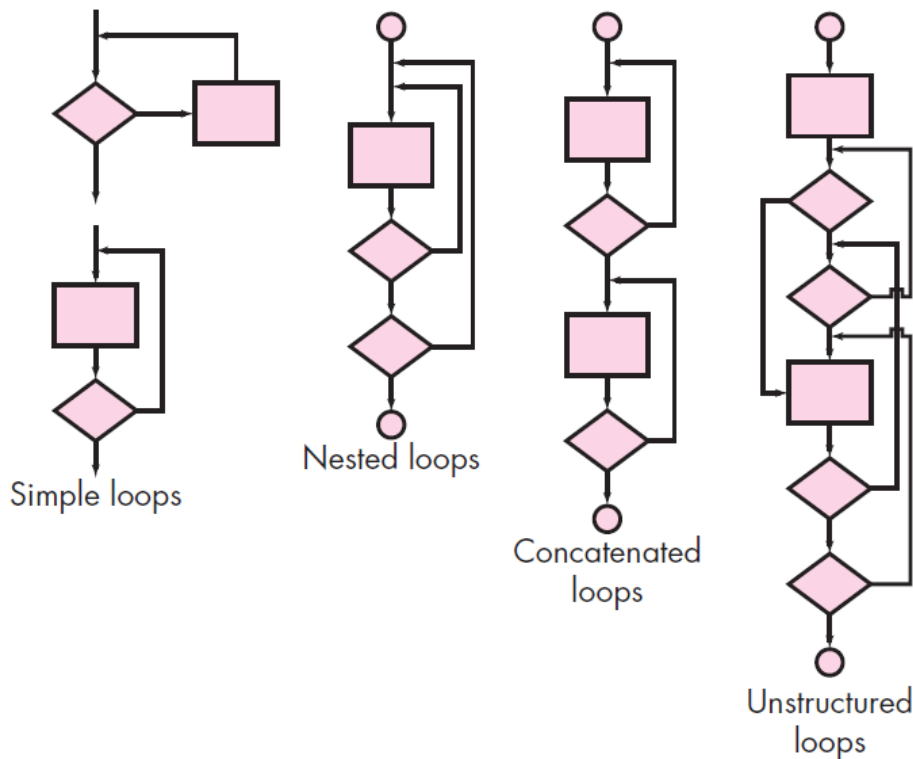 Simple loops
Nested loops
Concatenated
loops
Unstructured
loops